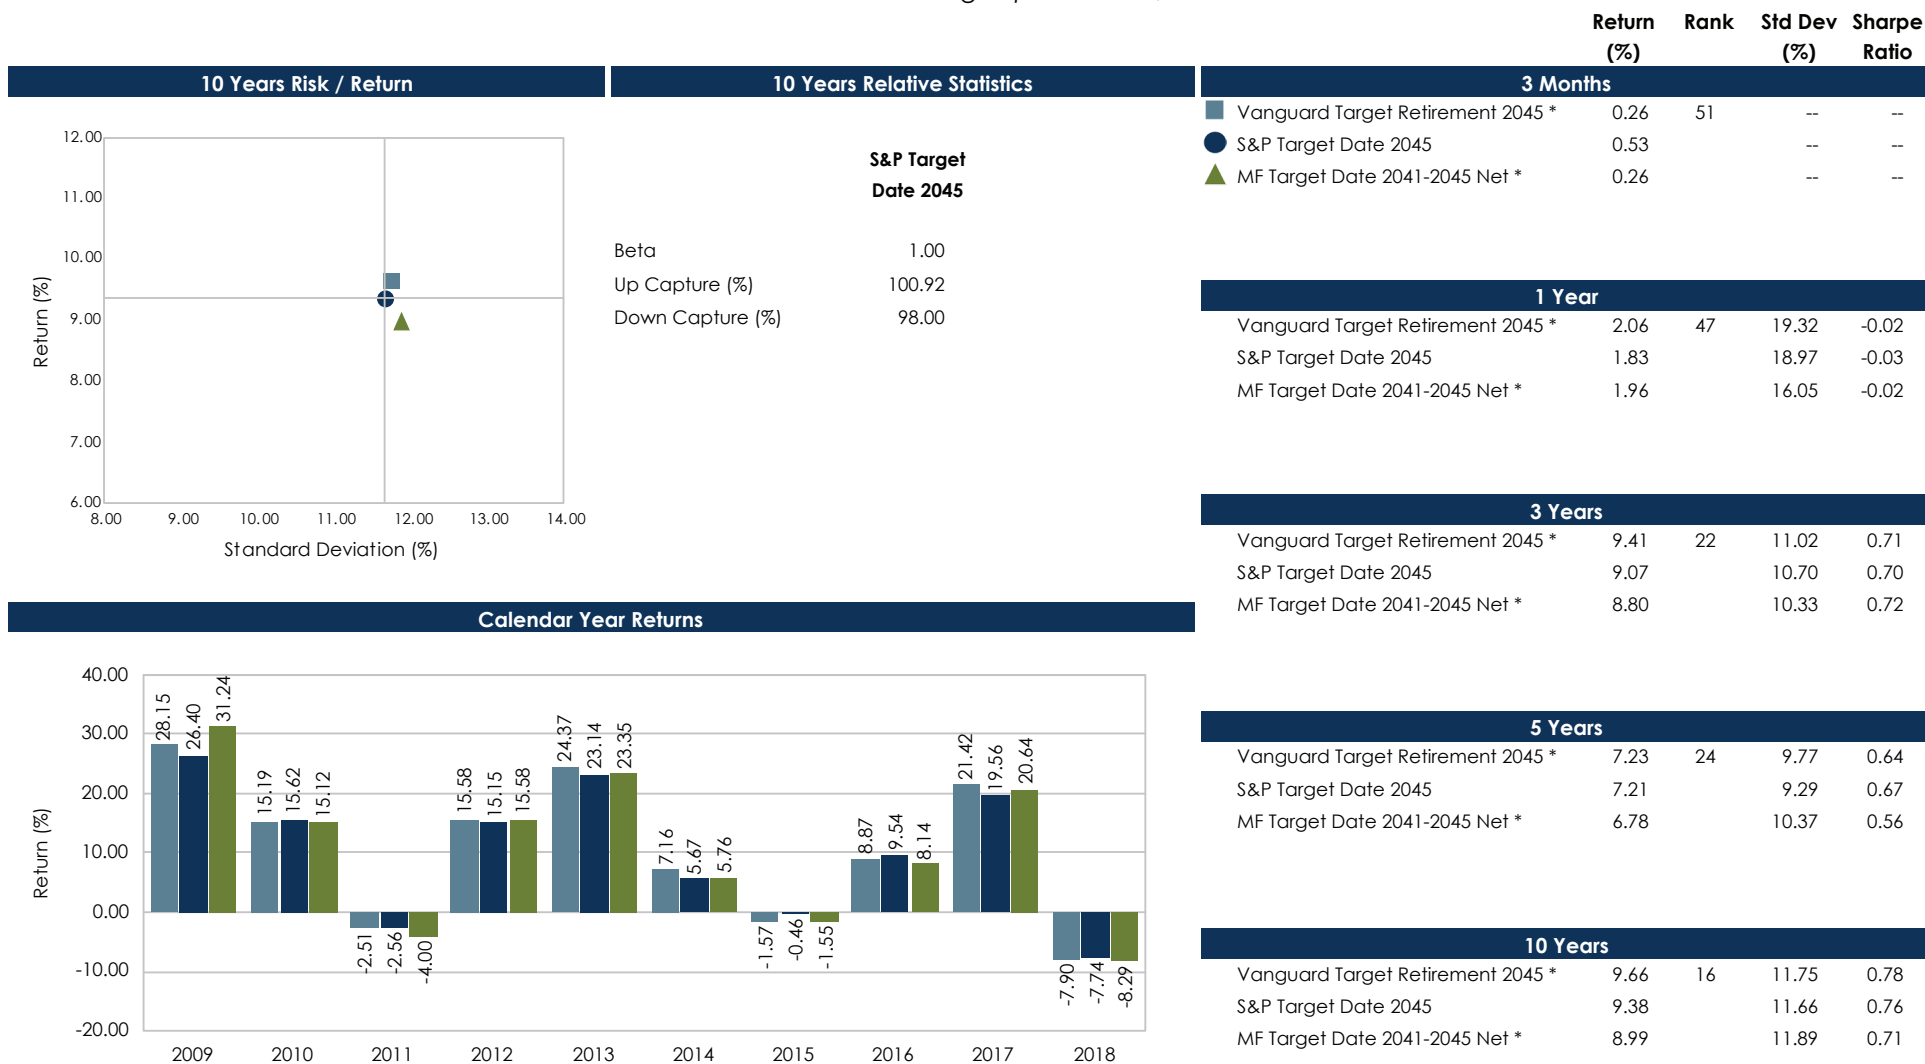 Return Rank Std Dev Sharpe
(%) (%) Ratio
10 Years Risk / Return
12.00
11.00
10.00
9.00
8.00
7.00
6.00
Return (%)
8.00 9.00 10.00 11.00 12.00 13.00 14.00
Standard Deviation (%)
10 Years Relative Statistics
S&P Target
Date 2045
Beta 1.00
Up Capture (%) 100.92
Down Capture (%) 98.00
3 Months
Vanguard Target Retirement 2045 * 0.26 51 -- --
S&P Target Date 2045 0.53 -- --
MF Target Date 2041-2045 Net * 0.26 -- --
1 Year
Vanguard Target Retirement 2045 * 2.06 47 19.32 -0.02
S&P Target Date 2045 1.83 18.97 -0.03
MF Target Date 2041-2045 Net * 1.96 16.05 -0.02
3 Years
Vanguard Target Retirement 2045 * 9.41 22 11.02 0.71
S&P Target Date 2045 9.07 10.70 0.70
MF Target Date 2041-2045 Net * 8.80 10.33 0.72
5 Years
Vanguard Target Retirement 2045 * 7.23 24 9.77 0.64
S&P Target Date 2045 7.21 9.29 0.67
MF Target Date 2041-2045 Net * 6.78 10.37 0.56
10 Years
Vanguard Target Retirement 2045 * 9.66 16 11.75 0.78
S&P Target Date 2045 9.38 11.66 0.76
MF Target Date 2041-2045 Net * 8.99 11.89 0.71
Calendar Year Returns
40.00
30.00
20.00
10.00
0.00
-10.00
-20.00
Return (%)
28.15 26.40 31.24
15.19 15.62 15.12
-2.51 -2.56 -4.00
15.58 15.15 15.58
24.37 23.14 23.35
7.16 5.67 5.76
-1.57 -0.46 -1.55
8.87 9.54 8.14
21.42 19.56 20.64
-7.90 -7.74 -8.29
2009 2010 2011 2012 2013 2014 2015 2016 2017 2018